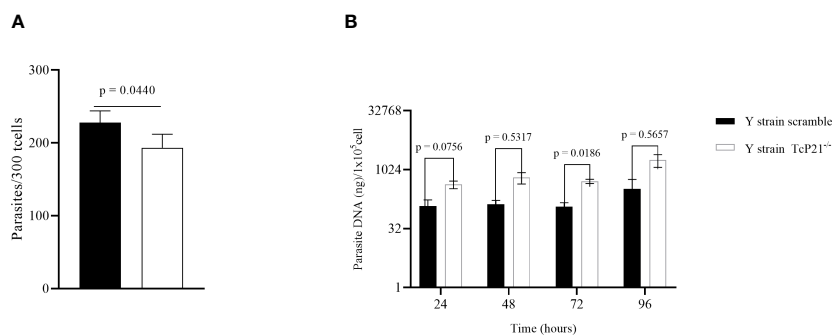 A
B
300
200
100
0
Parasites/300 tcells
p = 0.0440
32768
1024
32
1
Parasite DNA (ng)/1x10⁵cell
p = 0.0756
p = 0.5317
p = 0.0186
p = 0.5657
24
48
72
96
Time (hours)
Y strain scramble
Y strain TcP21⁻/⁻